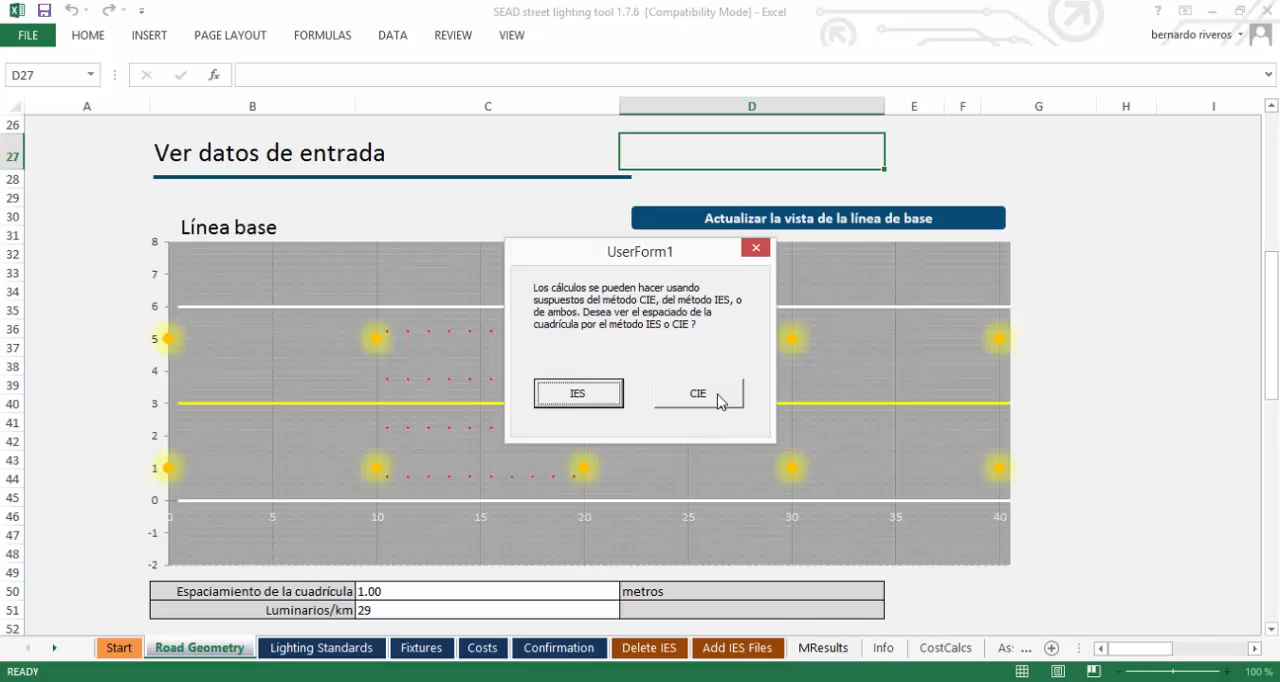 SEAD street lighting tool 1.7.6 [Compatibility Mode] - Excel
FILE HOME INSERT PAGE LAYOUT FORMULAS DATA REVIEW VIEW
bernardo riveros
D27
fx
A B C D E F G H I
26
27 Ver datos de entrada
28
29
30 Línea base Actualizar la vista de la línea de base
31
32
33
34
35
36
37
38
39
40
41
42
43
44
45
46
47
48
49
50
51
52
8
7
6
5
4
3
2
1
0
-1
-2
0 5 10 15 20 25 30 35 40
UserForm1
Los cálculos se pueden hacer usando
suspuestos del método CIE, del método IES, o
de ambos. Desea ver el espaciado de la
cuadrícula por el método IES o CIE ?
IES CIE
Espaciamiento de la cuadrícula 1.00 metros
Luminarios/km 29
Start Road Geometry Lighting Standards Fixtures Costs Confirmation Delete IES Add IES Files MResults Info CostCalcs As: ...
READY 100 %